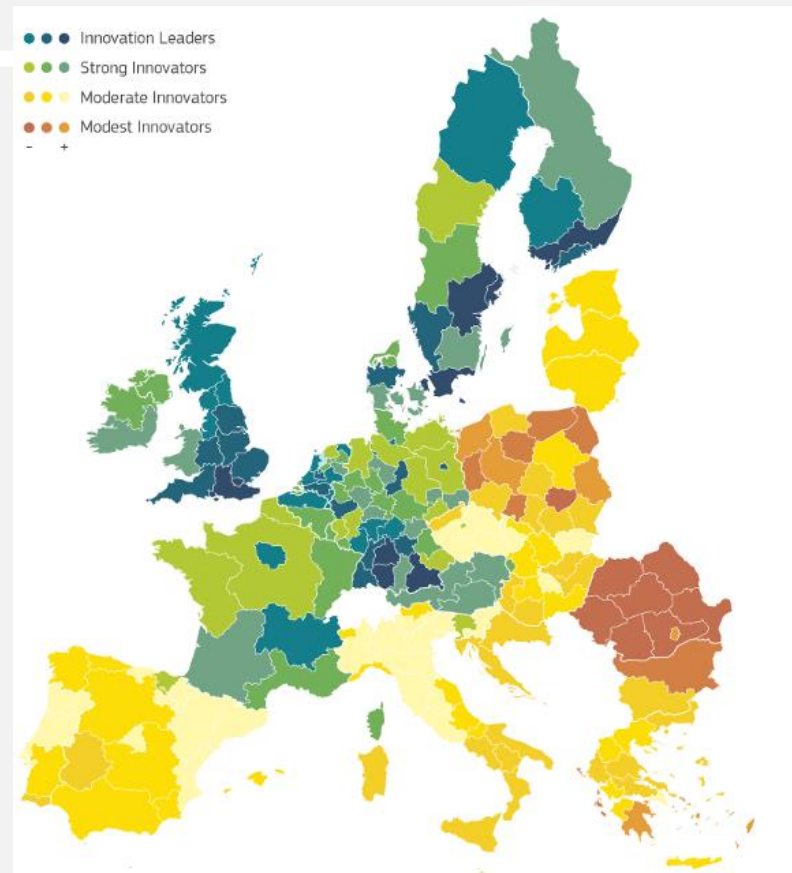 Innovation Leaders
Strong Innovators
Moderate Innovators
Modest Innovators
- +